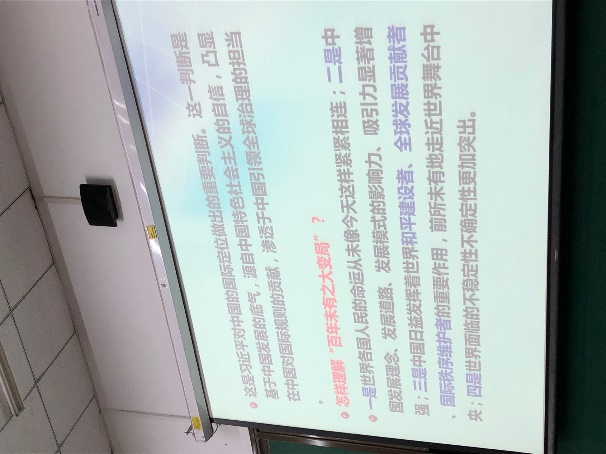 这是习近平对中国的国际定位做出的重要判断。这一判断是
基于中国发展的底气，源自中国特色社会主义的自信，凸显
在中国对国际规则的贡献，渗透于中国引领全球治理的担当
怎样理解“百年未有之大变局”？
一是世界各国人民的命运从未像今天这样紧紧相连；二是中
国发展理念、发展道路、发展模式的影响力、吸引力显著增
强；三是中国日益发挥着世界和平建设者、全球发展贡献者
国际秩序维护者的重要作用，前所未有地走近世界舞台中
央；四是世界面临的不稳定性不确定性更加突出。